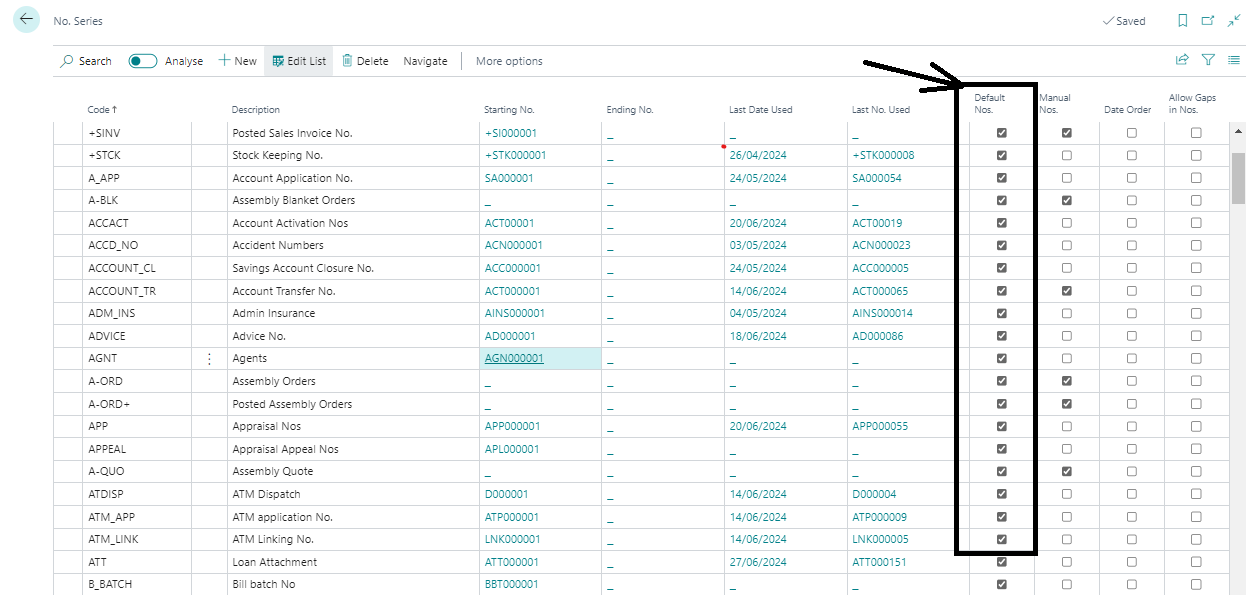 No. Series
Saved
Search Analyse New Edit List Delete Navigate More options
Code ↑ Description Starting No. Ending No. Last Date Used Last No. Used Default Nos. Manual Nos. Date Order Allow Gaps in Nos.
+SINV Posted Sales Invoice No. +SI000001 _ _ _
+STCK Stock Keeping No. +STK000001 _ 26/04/2024 +STK000008
A_APP Account Application No. SA000001 _ 24/05/2024 SA000054
A-BLK Assembly Blanket Orders _ _ _ _
ACCACT Account Activation Nos ACT00001 _ 20/06/2024 ACT00019
ACCD_NO Accident Numbers ACN000001 _ 03/05/2024 ACN000023
ACCOUNT_CL Savings Account Closure No. ACC000001 _ 24/05/2024 ACC000005
ACCOUNT_TR Account Transfer No. ACT000001 _ 14/06/2024 ACT000065
ADM_INS Admin Insurance AINS000001 _ 04/05/2024 AINS000014
ADVICE Advice No. AD000001 _ 18/06/2024 AD000086
AGNT Agents AGN000001 _ _ _
A-ORD Assembly Orders _ _ _ _
A-ORD+ Posted Assembly Orders _ _ _ _
APP Appraisal Nos APP000001 _ 20/06/2024 APP000055
APPEAL Appraisal Appeal Nos APL000001 _ _ _
A-QUO Assembly Quote _ _ _ _
ATDISP ATM Dispatch D000001 _ 14/06/2024 D000004
ATM_APP ATM application No. ATP000001 _ 14/06/2024 ATP000009
ATM_LINK ATM Linking No. LNK000001 _ 14/06/2024 LNK000005
ATT Loan Attachment ATT000001 _ 27/06/2024 ATT000151
B_BATCH Bill batch No BBT000001 _ _ _